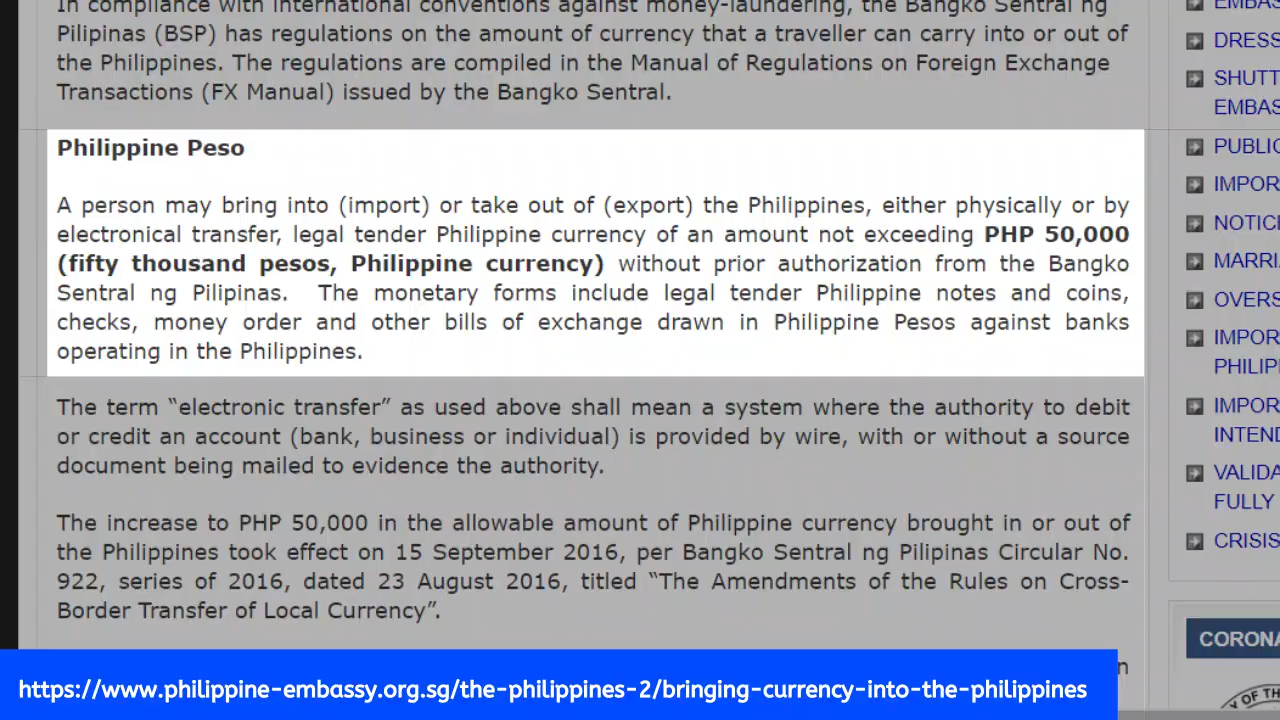 In compliance with international conventions against money-laundering, the Bangko Sentral ng
Pilipinas (BSP) has regulations on the amount of currency that a traveller can carry into or out of
the Philippines. The regulations are compiled in the Manual of Regulations on Foreign Exchange
Transactions (FX Manual) issued by the Bangko Sentral.
Philippine Peso
A person may bring into (import) or take out of (export) the Philippines, either physically or by
electronical transfer, legal tender Philippine currency of an amount not exceeding PHP 50,000
(fifty thousand pesos, Philippine currency) without prior authorization from the Bangko
Sentral ng Pilipinas. The monetary forms include legal tender Philippine notes and coins,
checks, money order and other bills of exchange drawn in Philippine Pesos against banks
operating in the Philippines.
The term “electronic transfer” as used above shall mean a system where the authority to debit
or credit an account (bank, business or individual) is provided by wire, with or without a source
document being mailed to evidence the authority.
The increase to PHP 50,000 in the allowable amount of Philippine currency brought in or out of
the Philippines took effect on 15 September 2016, per Bangko Sentral ng Pilipinas Circular No.
922, series of 2016, dated 23 August 2016, titled “The Amendments of the Rules on Cross-
Border Transfer of Local Currency”.
https://www.philippine-embassy.org.sg/the-philippines-2/bringing-currency-into-the-philippines
EMBAS
DRESS
SHUTT
EMBAS
PUBLIC
IMPOR
NOTICE
MARRIA
OVERS
IMPOR
PHILIP
IMPOR
INTEND
VALIDA
FULLY
CRISIS
CORONA
OF TH